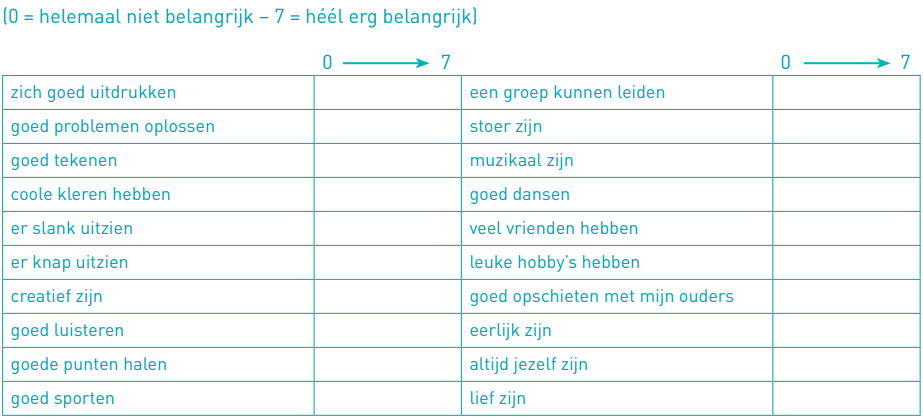 (0 = helemaal niet belangrijk – 7 = héél erg belangrijk)
0 7 0 7
zich goed uitdrukken een groep kunnen leiden
goed problemen oplossen stoer zijn
goed tekenen muzikaal zijn
coole kleren hebben goed dansen
er slank uitzien veel vrienden hebben
er knap uitzien leuke hobby's hebben
creatief zijn goed opschieten met mijn ouders
goed luisteren eerlijk zijn
goede punten halen altijd jezelf zijn
goed sporten lief zijn